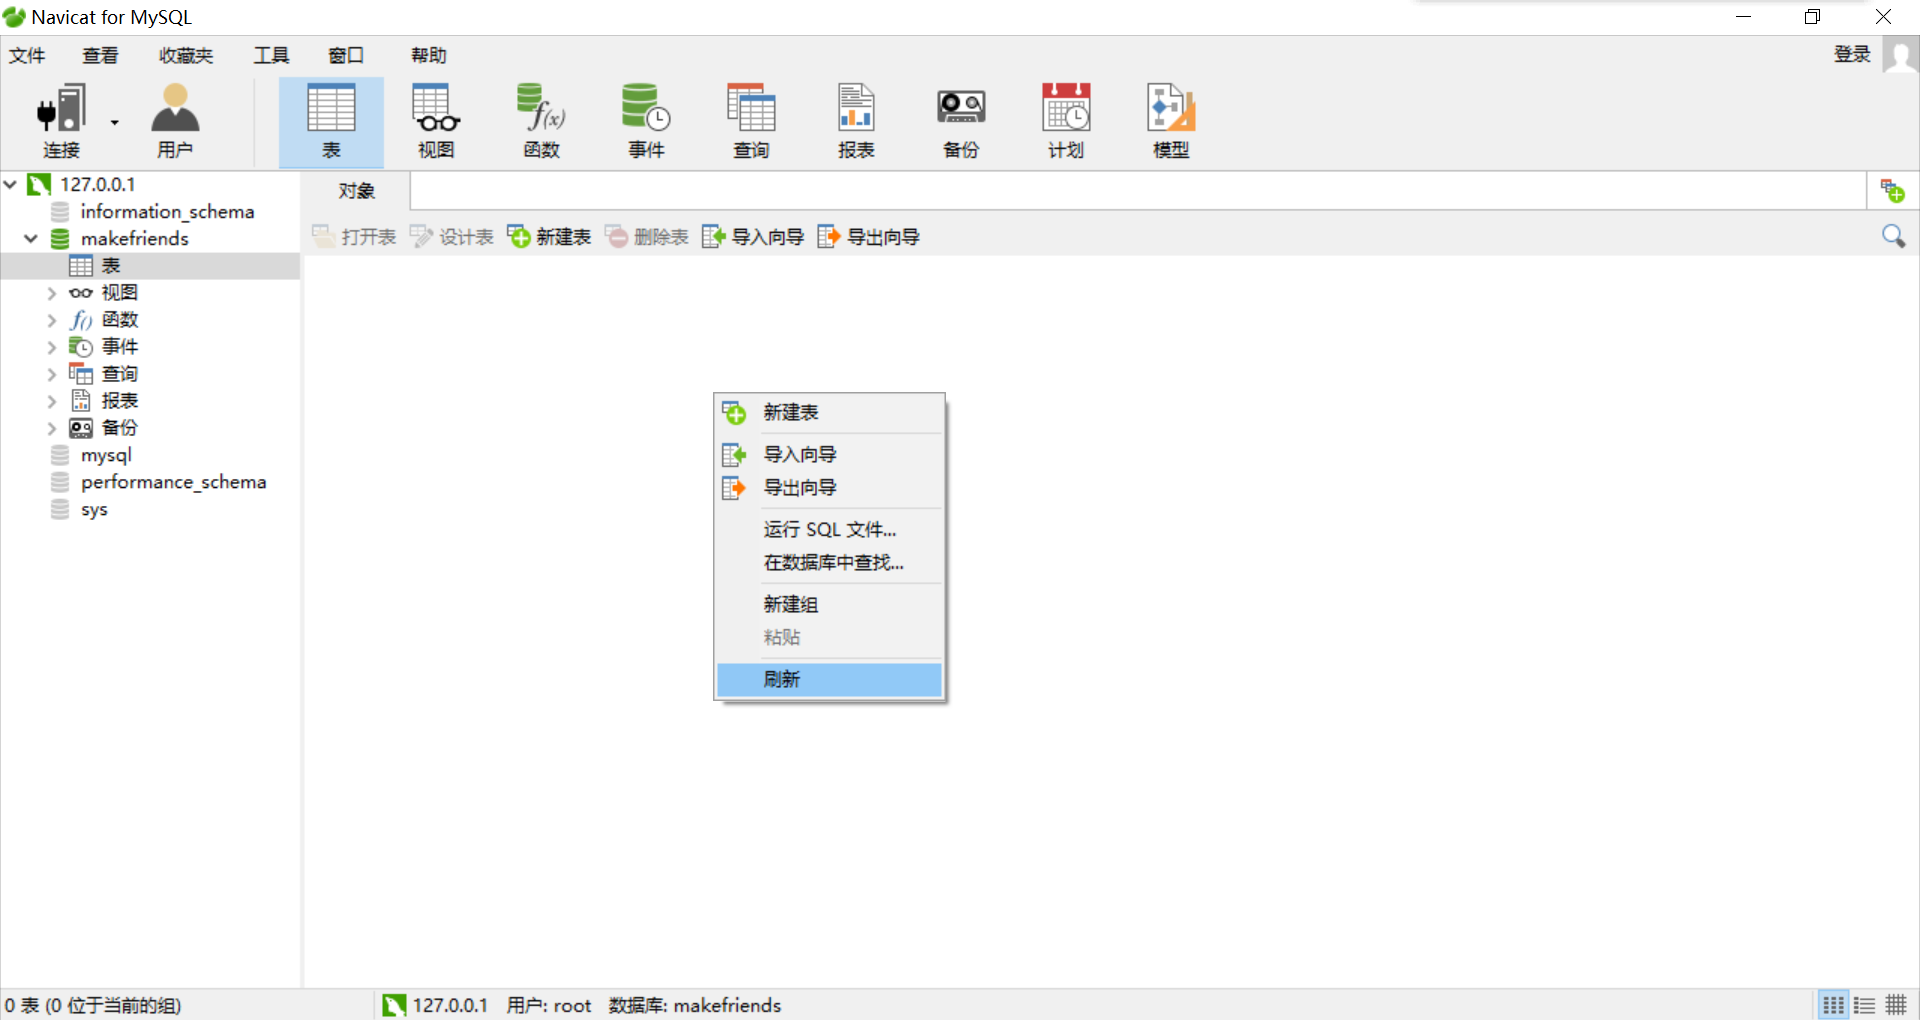 Navicat for MySQL
文件 查看 收藏夹 工具 窗口 帮助 登录
连接 用户 表 视图 函数 事件 查询 报表 备份 计划 模型
f(x)
127.0.0.1
information_schema
makefriends
表
视图
f() 函数
事件
查询
报表
备份
mysql
performance_schema
sys
对象
打开表 设计表 新建表 删除表 导入向导 导出向导
新建表
导入向导
导出向导
运行 SQL 文件...
在数据库中查找...
新建组
粘贴
刷新
0 表 (0 位于当前的组) 127.0.0.1 用户: root 数据库: makefriends